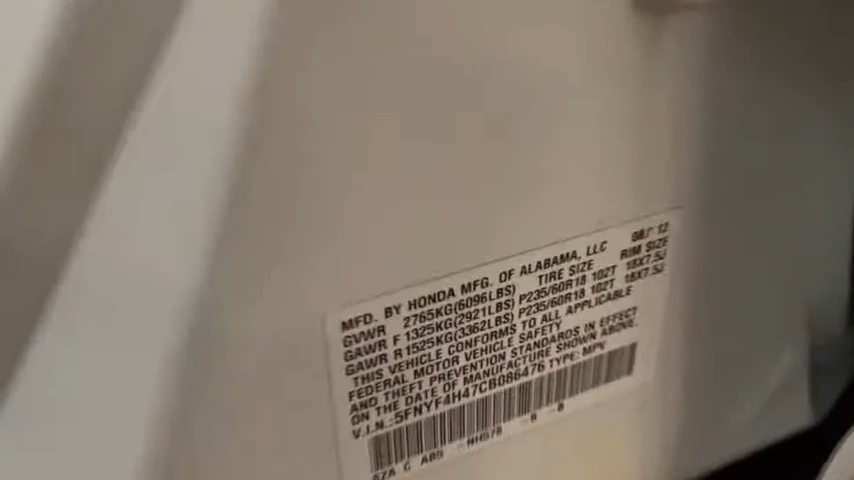 MFD. BY HONDA MFG. OF ALABAMA, LLC 08/'12
GVWR 2765KG(6096LBS) TIRE SIZE RIM SIZE
GAWR F 1325KG(2921LBS) P235/60R18 102T 18X7.5J
GAWR R 1525KG(3362LBS) P235/60R18 102T 18X7.5J
THIS VEHICLE CONFORMS TO ALL APPLICABLE
FEDERAL MOTOR VEHICLE SAFETY
AND THEFT PREVENTION STANDARDS IN EFFECT
ON THE DATE OF MANUFACTURE SHOWN ABOVE.
V.I.N.:5FNYF4H47CB086476 TYPE: MPV